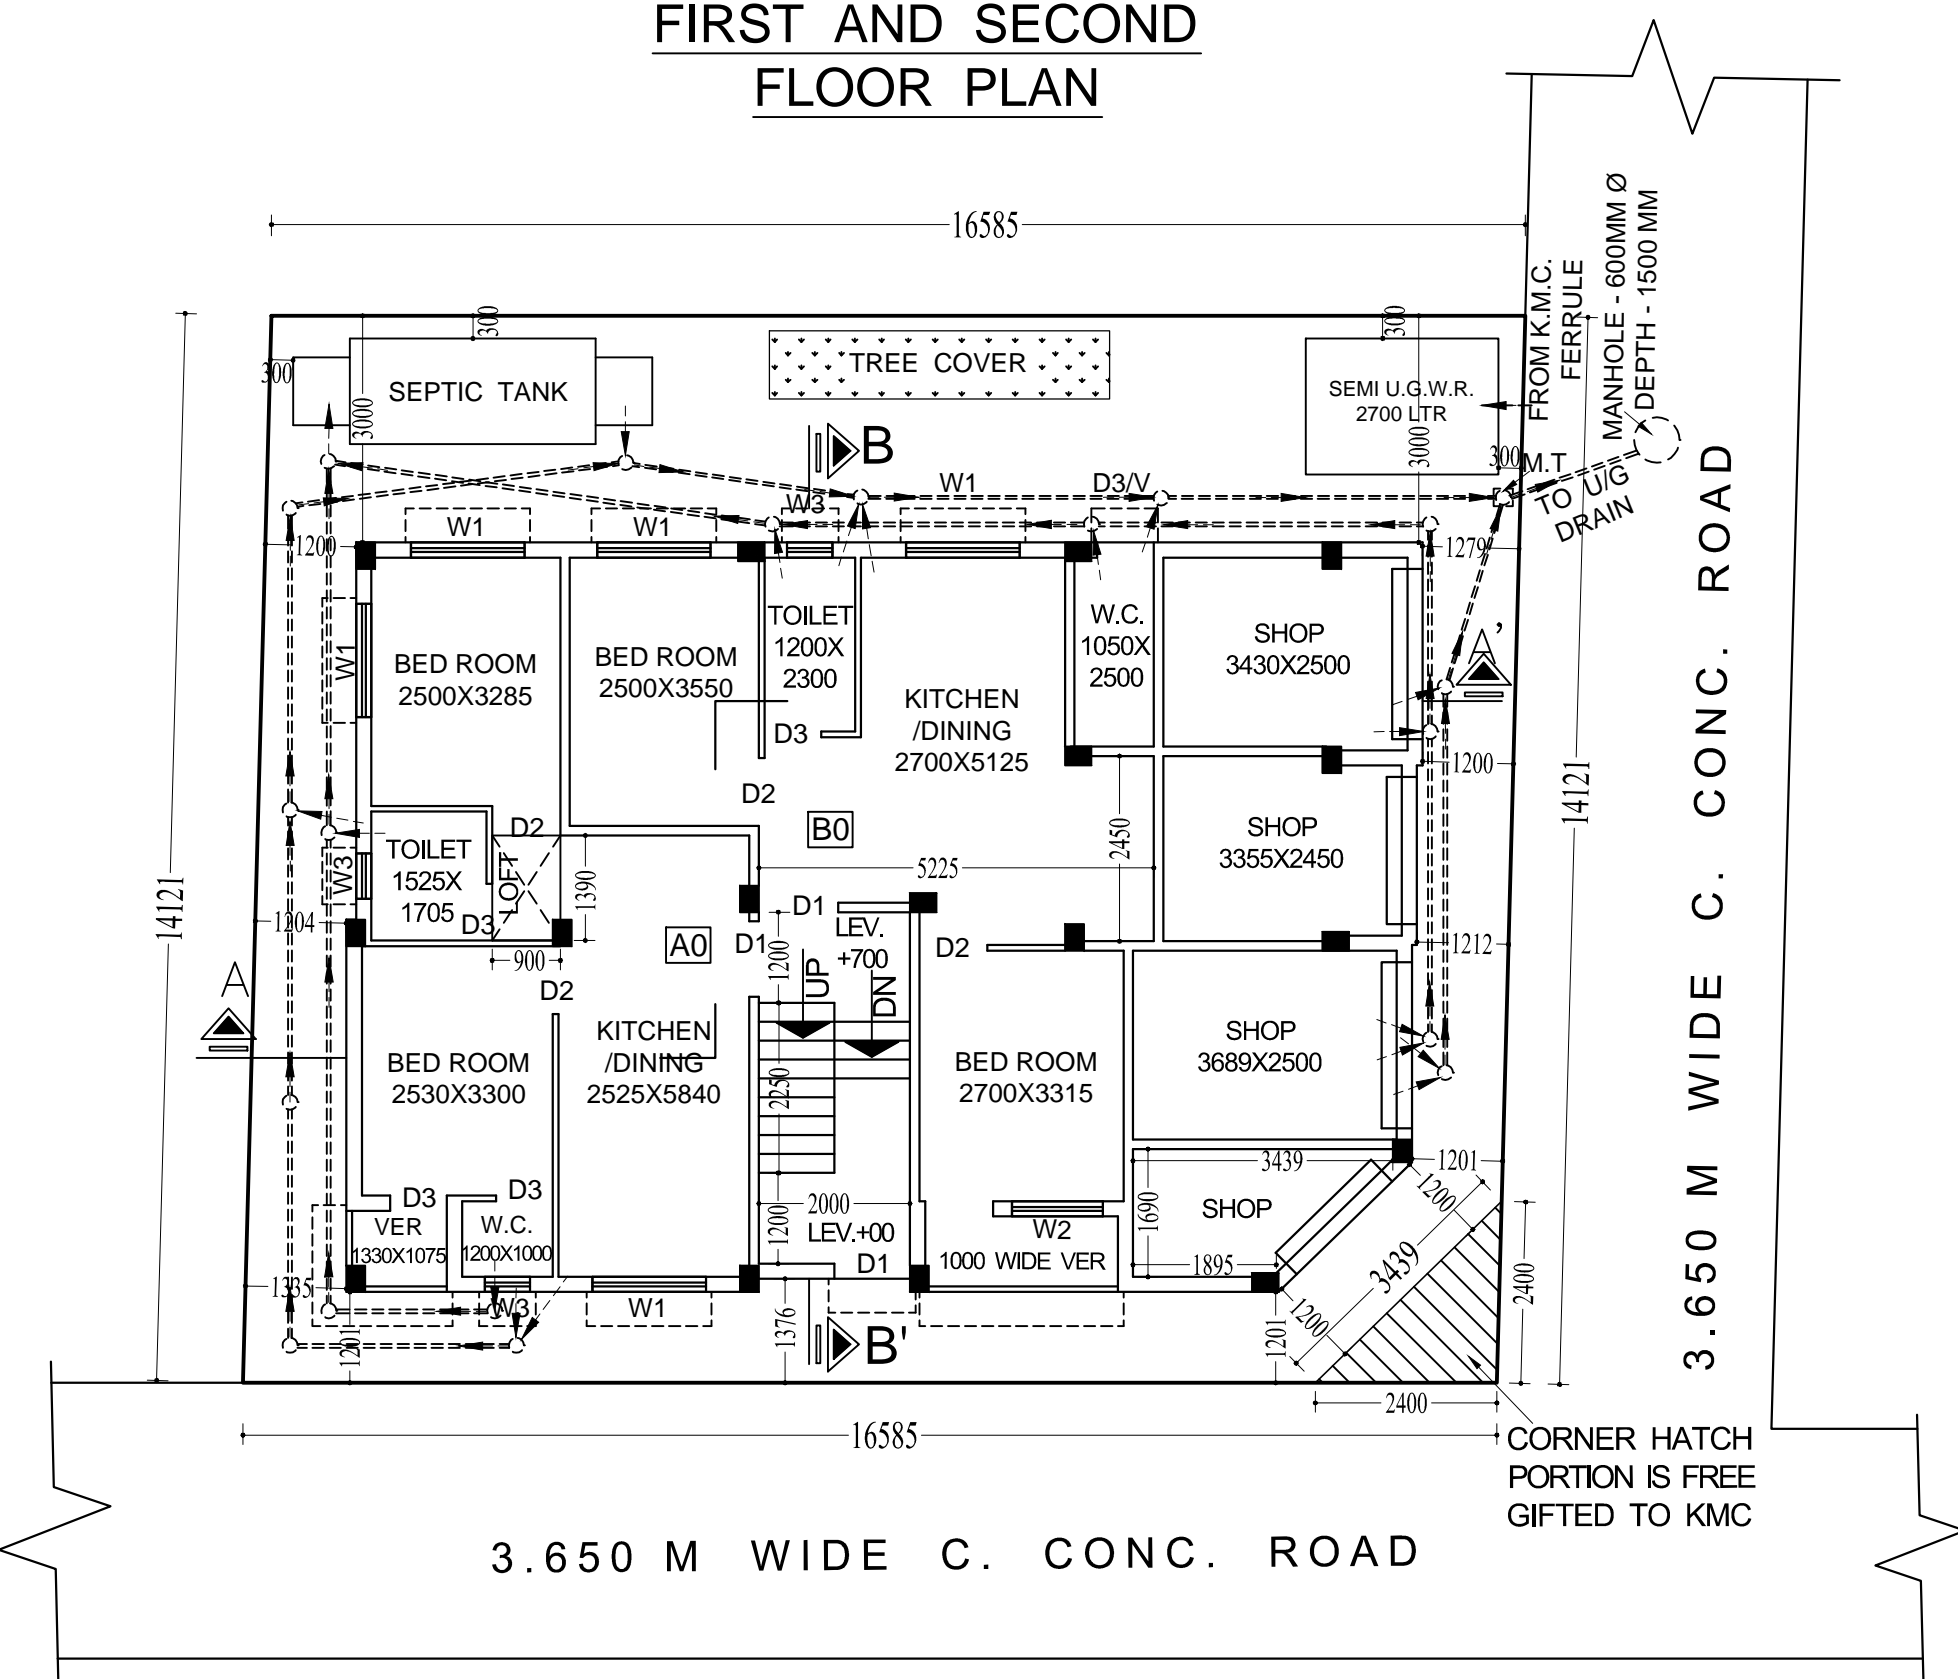 FIRST AND SECOND
FLOOR PLAN
16585
MANHOLE - 600MM Ø
DEPTH - 1500 MM
FROM K.M.C.
FERRULE
300
300
300
3000
SEPTIC TANK
TREE COVER
SEMI U.G.W.R.
2700 LTR
3000
300
M.T
TO U/G
DRAIN
B
W1
D3/V
W3
W1
W1
1200
1279
W1
BED ROOM
2500X3285
BED ROOM
2500X3550
TOILET
1200X
2300
D3
KITCHEN
/DINING
2700X5125
W.C.
1050X
2500
SHOP
3430X2500
A'
1200
D2
B0
2450
SHOP
3355X2450
14121
14121
W3
TOILET
1525X
1705
D2
LOFT
D3
1390
5225
1204
A0
D1
D1
LEV.
+700
D2
1212
A
900
D2
1200
UP
DN
BED ROOM
2530X3300
KITCHEN
/DINING
2525X5840
2250
BED ROOM
2700X3315
SHOP
3689X2500
3439
1201
1200
D3
D3
VER
1330X1075
W.C.
1200X1000
2000
1200
LEV.+00
D1
W2
1000 WIDE VER
1690
SHOP
1895
3439
2400
1335
W3
W1
1201
1376
B'
1201
1200
2400
16585
CORNER HATCH
PORTION IS FREE
GIFTED TO KMC
3.650 M WIDE C. CONC. ROAD
3.650 M WIDE C. CONC. ROAD